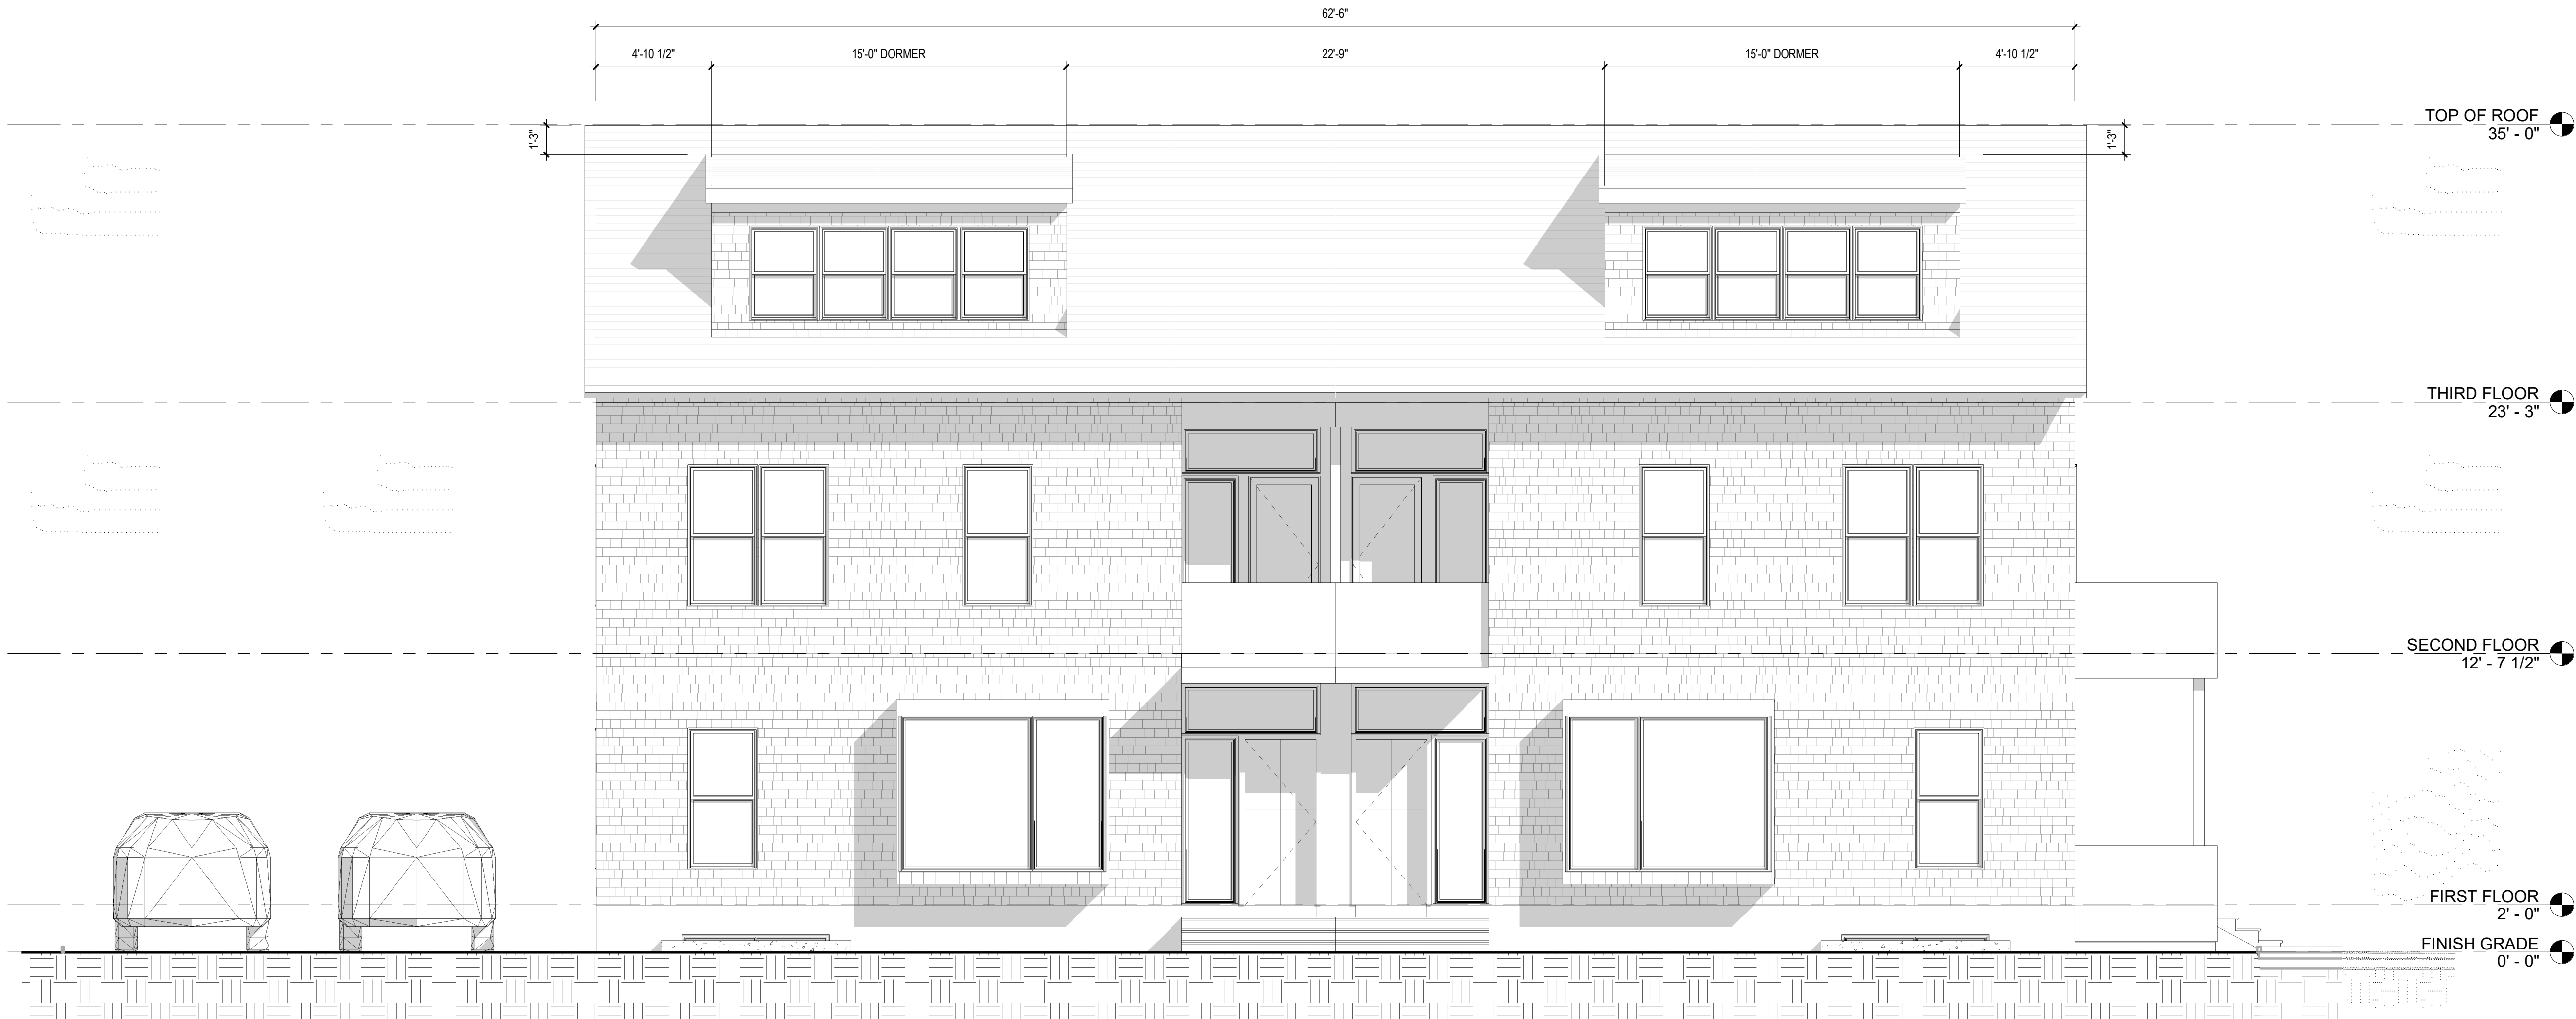 62'-6"
4'-10 1/2"
15'-0" DORMER
22'-9"
15'-0" DORMER
4'-10 1/2"
TOP OF ROOF
35' - 0"
1'-3"
1'-3"
THIRD FLOOR
23' - 3"
SECOND FLOOR
12' - 7 1/2"
FIRST FLOOR
2' - 0"
FINISH GRADE
0' - 0"